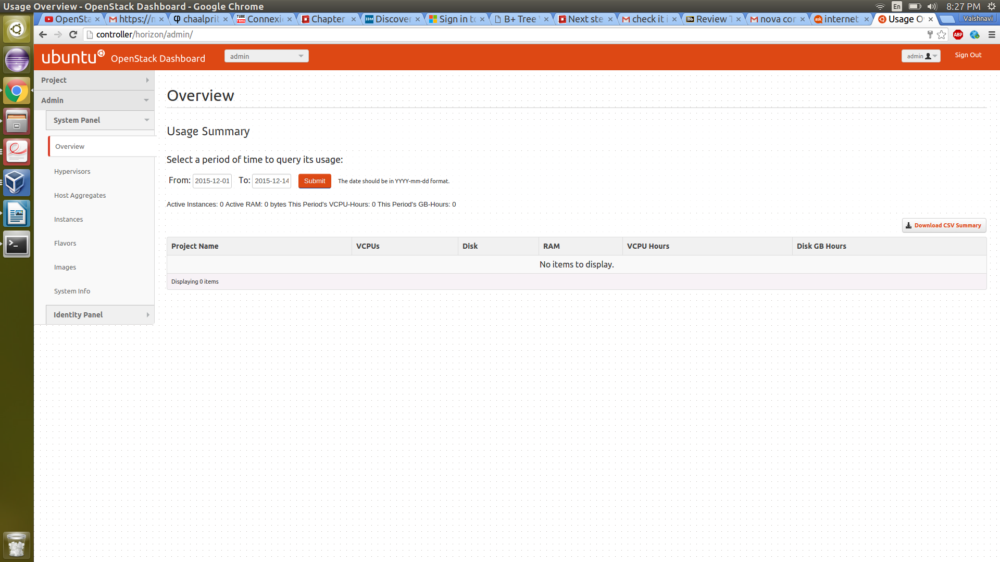 Usage Overview - OpenStack Dashboard - Google Chrome
En 8:27 PM
OpenSta https://m chaalprit Connexi Chapter Discover Sign in to B+ Tree Next ste check it i Review T nova cor internet Usage O Vaishnavi
controller/horizon/admin/ ABP
ubuntu OpenStack Dashboard admin admin Sign Out
Project
Admin
System Panel
Overview
Hypervisors
Host Aggregates
Instances
Flavors
Images
System Info
Identity Panel
Overview
Usage Summary
Select a period of time to query its usage:
From: 2015-12-01 To: 2015-12-14 Submit The date should be in YYYY-mm-dd format.
Active Instances: 0 Active RAM: 0 bytes This Period's VCPU-Hours: 0 This Period's GB-Hours: 0
Download CSV Summary
Project Name VCPUs Disk RAM VCPU Hours Disk GB Hours
No items to display.
Displaying 0 items